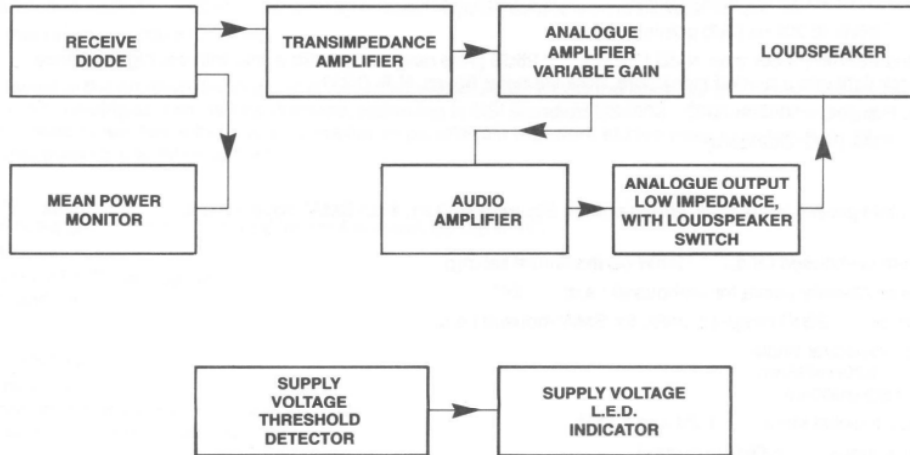 RECEIVE
DIODE
TRANSIMPEDANCE
AMPLIFIER
ANALOGUE
AMPLIFIER
VARIABLE GAIN
LOUDSPEAKER
MEAN POWER
MONITOR
AUDIO
AMPLIFIER
ANALOGUE OUTPUT
LOW IMPEDANCE,
WITH LOUDSPEAKER
SWITCH
SUPPLY
VOLTAGE
THRESHOLD
DETECTOR
SUPPLY VOLTAGE
L.E.D.
INDICATOR